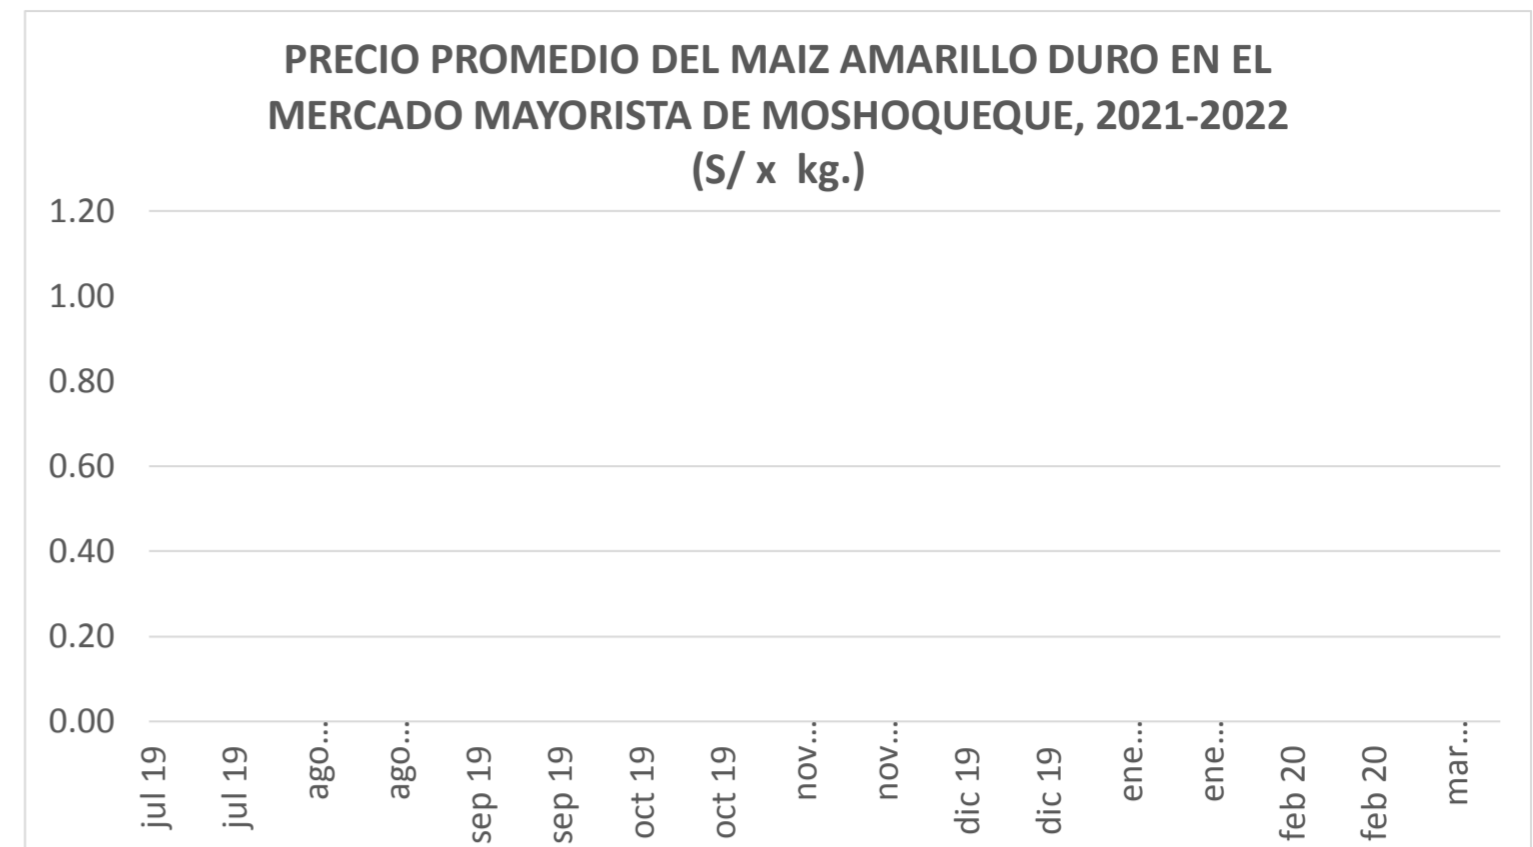 PRECIO PROMEDIO DEL MAIZ AMARILLO DURO EN EL
MERCADO MAYORISTA DE MOSHOQUEQUE, 2021-2022
(S/ x  kg.)
1.20
1.00
0.80
0.60
0.40
0.20
0.00
jul 19
jul 19
ago...
ago...
sep 19
sep 19
oct 19
oct 19
nov...
nov...
dic 19
dic 19
ene...
ene...
feb 20
feb 20
mar...